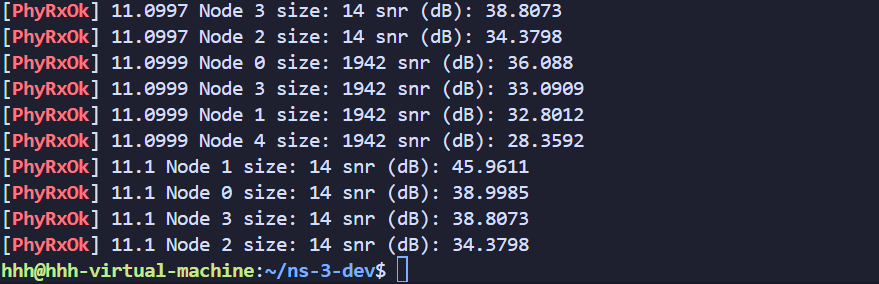 [PhyRxOk] 11.0997 Node 3 size: 14 snr (dB): 38.8073
[PhyRxOk] 11.0997 Node 2 size: 14 snr (dB): 34.3798
[PhyRxOk] 11.0999 Node 0 size: 1942 snr (dB): 36.088
[PhyRxOk] 11.0999 Node 3 size: 1942 snr (dB): 33.0909
[PhyRxOk] 11.0999 Node 1 size: 1942 snr (dB): 32.8012
[PhyRxOk] 11.0999 Node 4 size: 1942 snr (dB): 28.3592
[PhyRxOk] 11.1 Node 1 size: 14 snr (dB): 45.9611
[PhyRxOk] 11.1 Node 0 size: 14 snr (dB): 38.9985
[PhyRxOk] 11.1 Node 3 size: 14 snr (dB): 38.8073
[PhyRxOk] 11.1 Node 2 size: 14 snr (dB): 34.3798
hhh@hhh-virtual-machine:~/ns-3-dev$